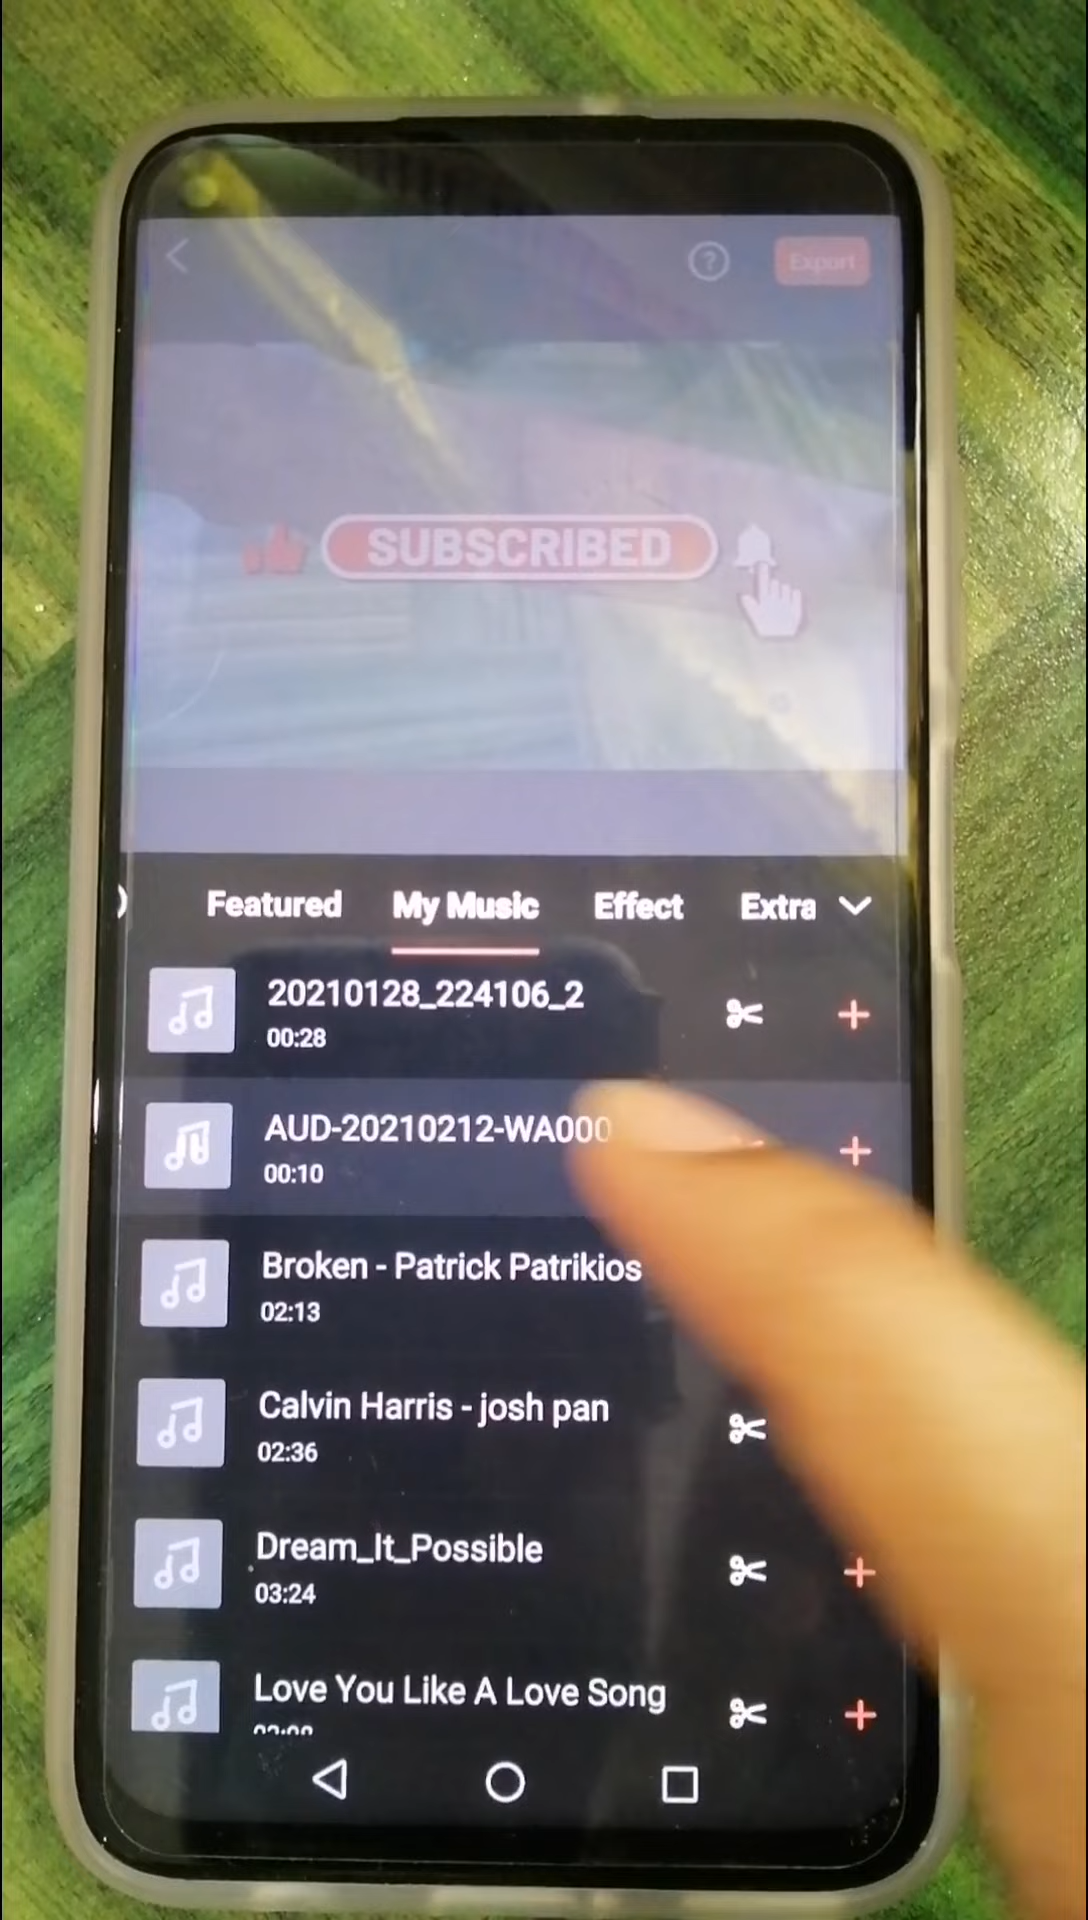 Export
SUBSCRIBED
Featured My Music Effect Extra
20210128_224106_2
00:28
AUD-20210212-WA000
00:10
Broken - Patrick Patrikios
02:13
Calvin Harris - josh pan
02:36
Dream_It_Possible
03:24
Love You Like A Love Song